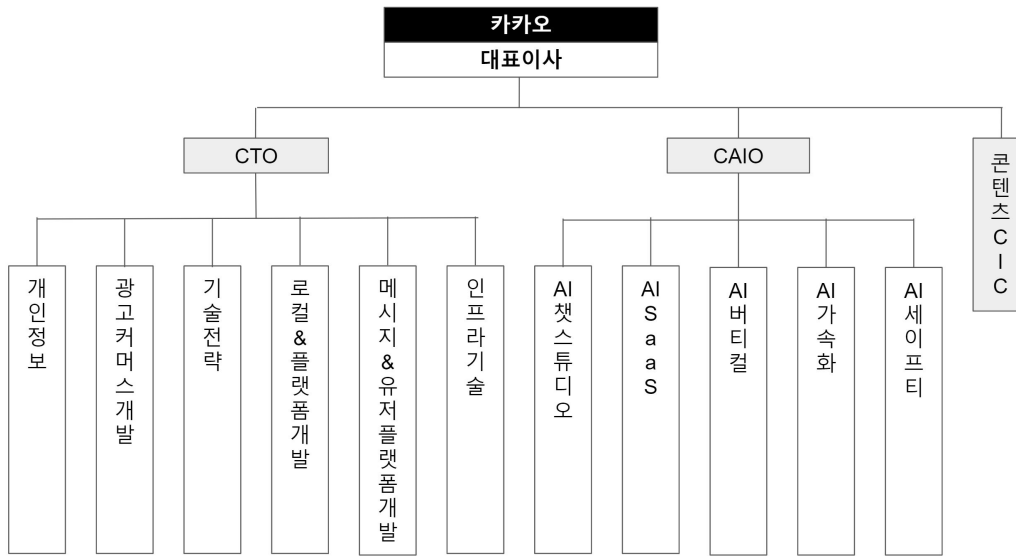 카카오
대표이사
CTO
CAIO
콘텐츠CIC
개인정보
광고커머스개발
기술전략
로컬&플랫폼개발
메시지&유저플랫폼개발
인프라기술
AI챗스튜디오
AISaaS
AI버티컬
AI가속화
AI세이프티